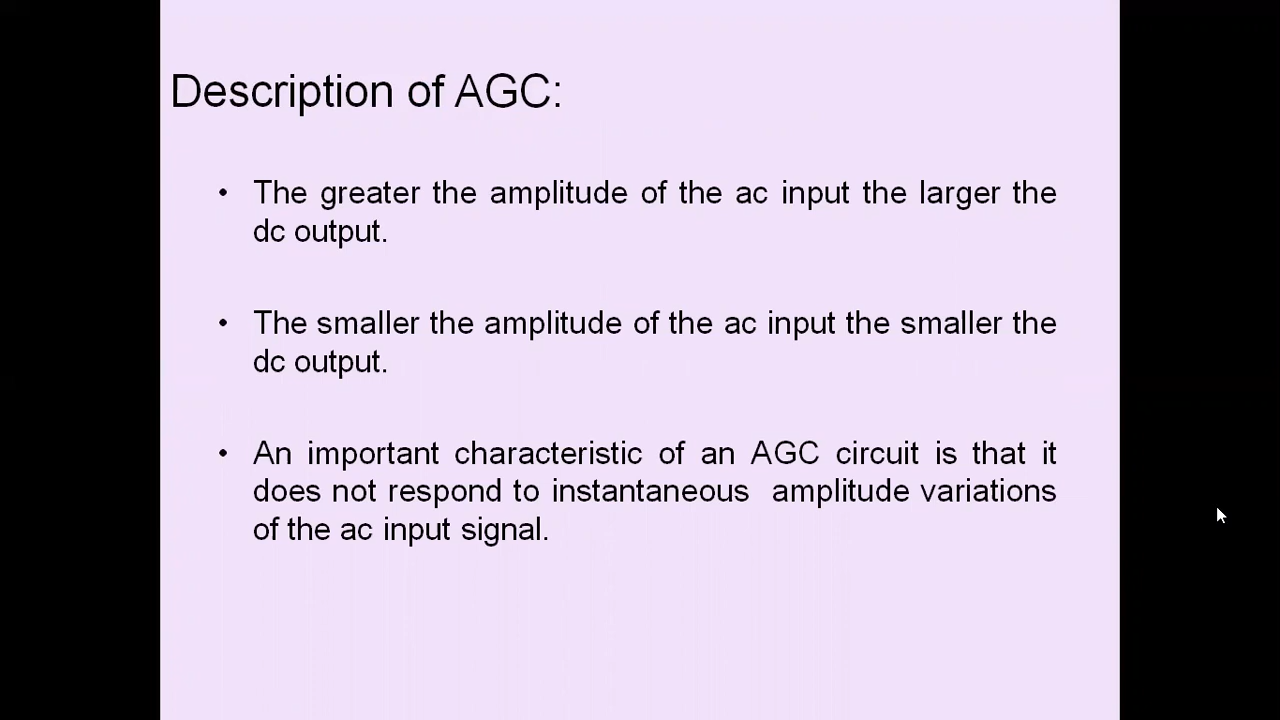 Description of AGC:
• The greater the amplitude of the ac input the larger the
dc output.
• The smaller the amplitude of the ac input the smaller the
dc output.
• An important characteristic of an AGC circuit is that it
does not respond to instantaneous  amplitude variations
of the ac input signal.